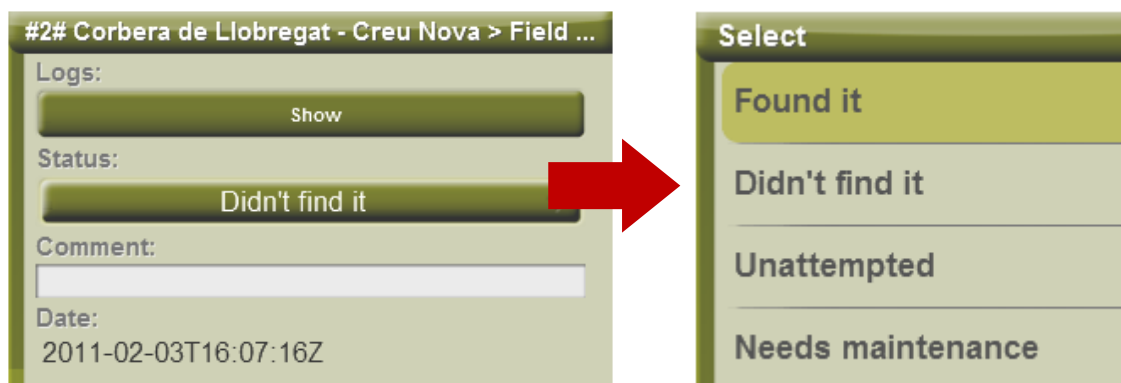 #2# Corbera de Llobregat - Creu Nova > Field ...
Logs:
Show
Status:
Didn't find it
Comment:
Date:
2011-02-03T16:07:16Z
Select
Found it
Didn't find it
Unattempted
Needs maintenance